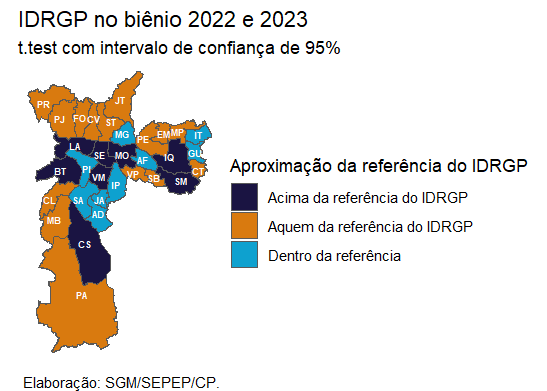 IDRGP no biênio 2022 e 2023
t.test com intervalo de confiança de 95%
JT
PR
PJ
FO
CV
ST
MG
PE
EM
MP
IT
LA
SE
MO
AF
IQ
GU
BT
PI
VM
IP
VP
SB
SM
CT
CL
SA
JA
MB
AD
CS
PA
Aproximação da referência do IDRGP
Acima da referência do IDRGP
Aquem da referência do IDRGP
Dentro da referência
Elaboração: SGM/SEPEP/CP.